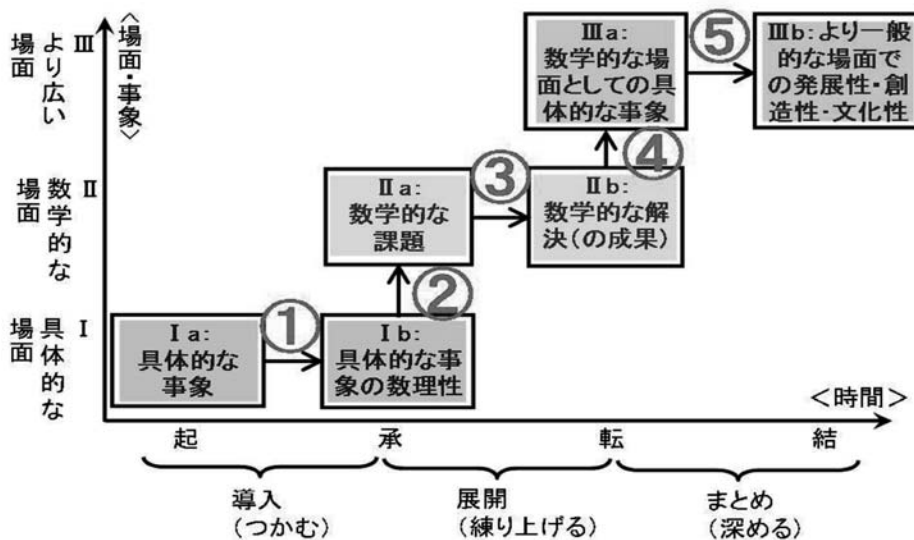 <場面・事象>
Ⅲ
より広い
場面
Ⅱ
数学的な
場面
Ⅰ
具体的な
場面
Ⅲa:
数学的な場
面としての具
体的な事象
⑤
Ⅲb:より一般
的な場面で
の発展性・創
造性・文化性
④
Ⅱa:
数学的な
課題
③
Ⅱb:
数学的な解
決(の成果)
②
Ⅰa:
具体的な
事象
①
Ⅰb:
具体的な事
象の数理性
<時間>
起
承
転
結
導入
(つかむ)
展開
(練り上げる)
まとめ
(深める)